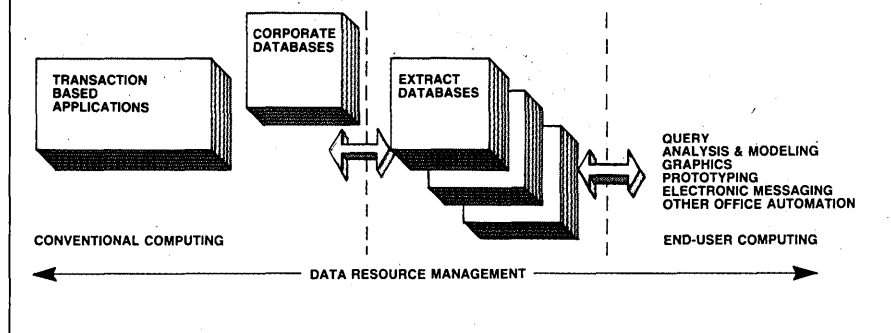 CORPORATE
DATABASES
TRANSACTION
BASED
APPLICATIONS
EXTRACT
DATABASES
QUERY
ANALYSIS & MODELING
GRAPHICS
PROTOTYPING
ELECTRONIC MESSAGING
OTHER OFFICE AUTOMATION
CONVENTIONAL COMPUTING
END-USER COMPUTING
DATA RESOURCE MANAGEMENT